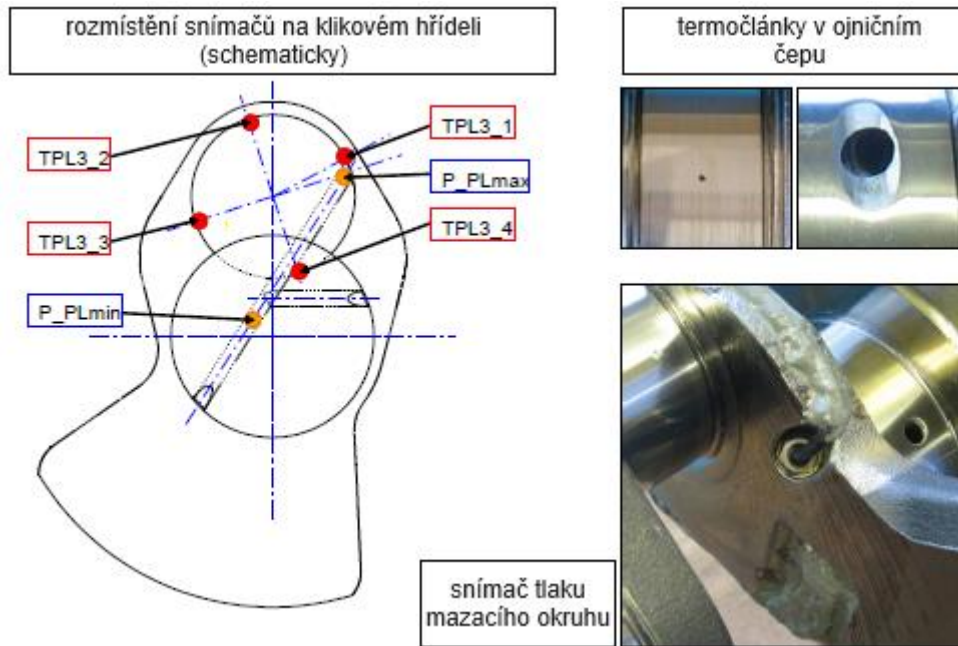 rozmístění snímačů na klikovém hřídeli
(schematicky)
termočlánky v ojničním
čepu
TPL3_2
TPL3_1
P_PLmax
TPL3_3
TPL3_4
P_PLmin
snímač tlaku
mazacího okruhu